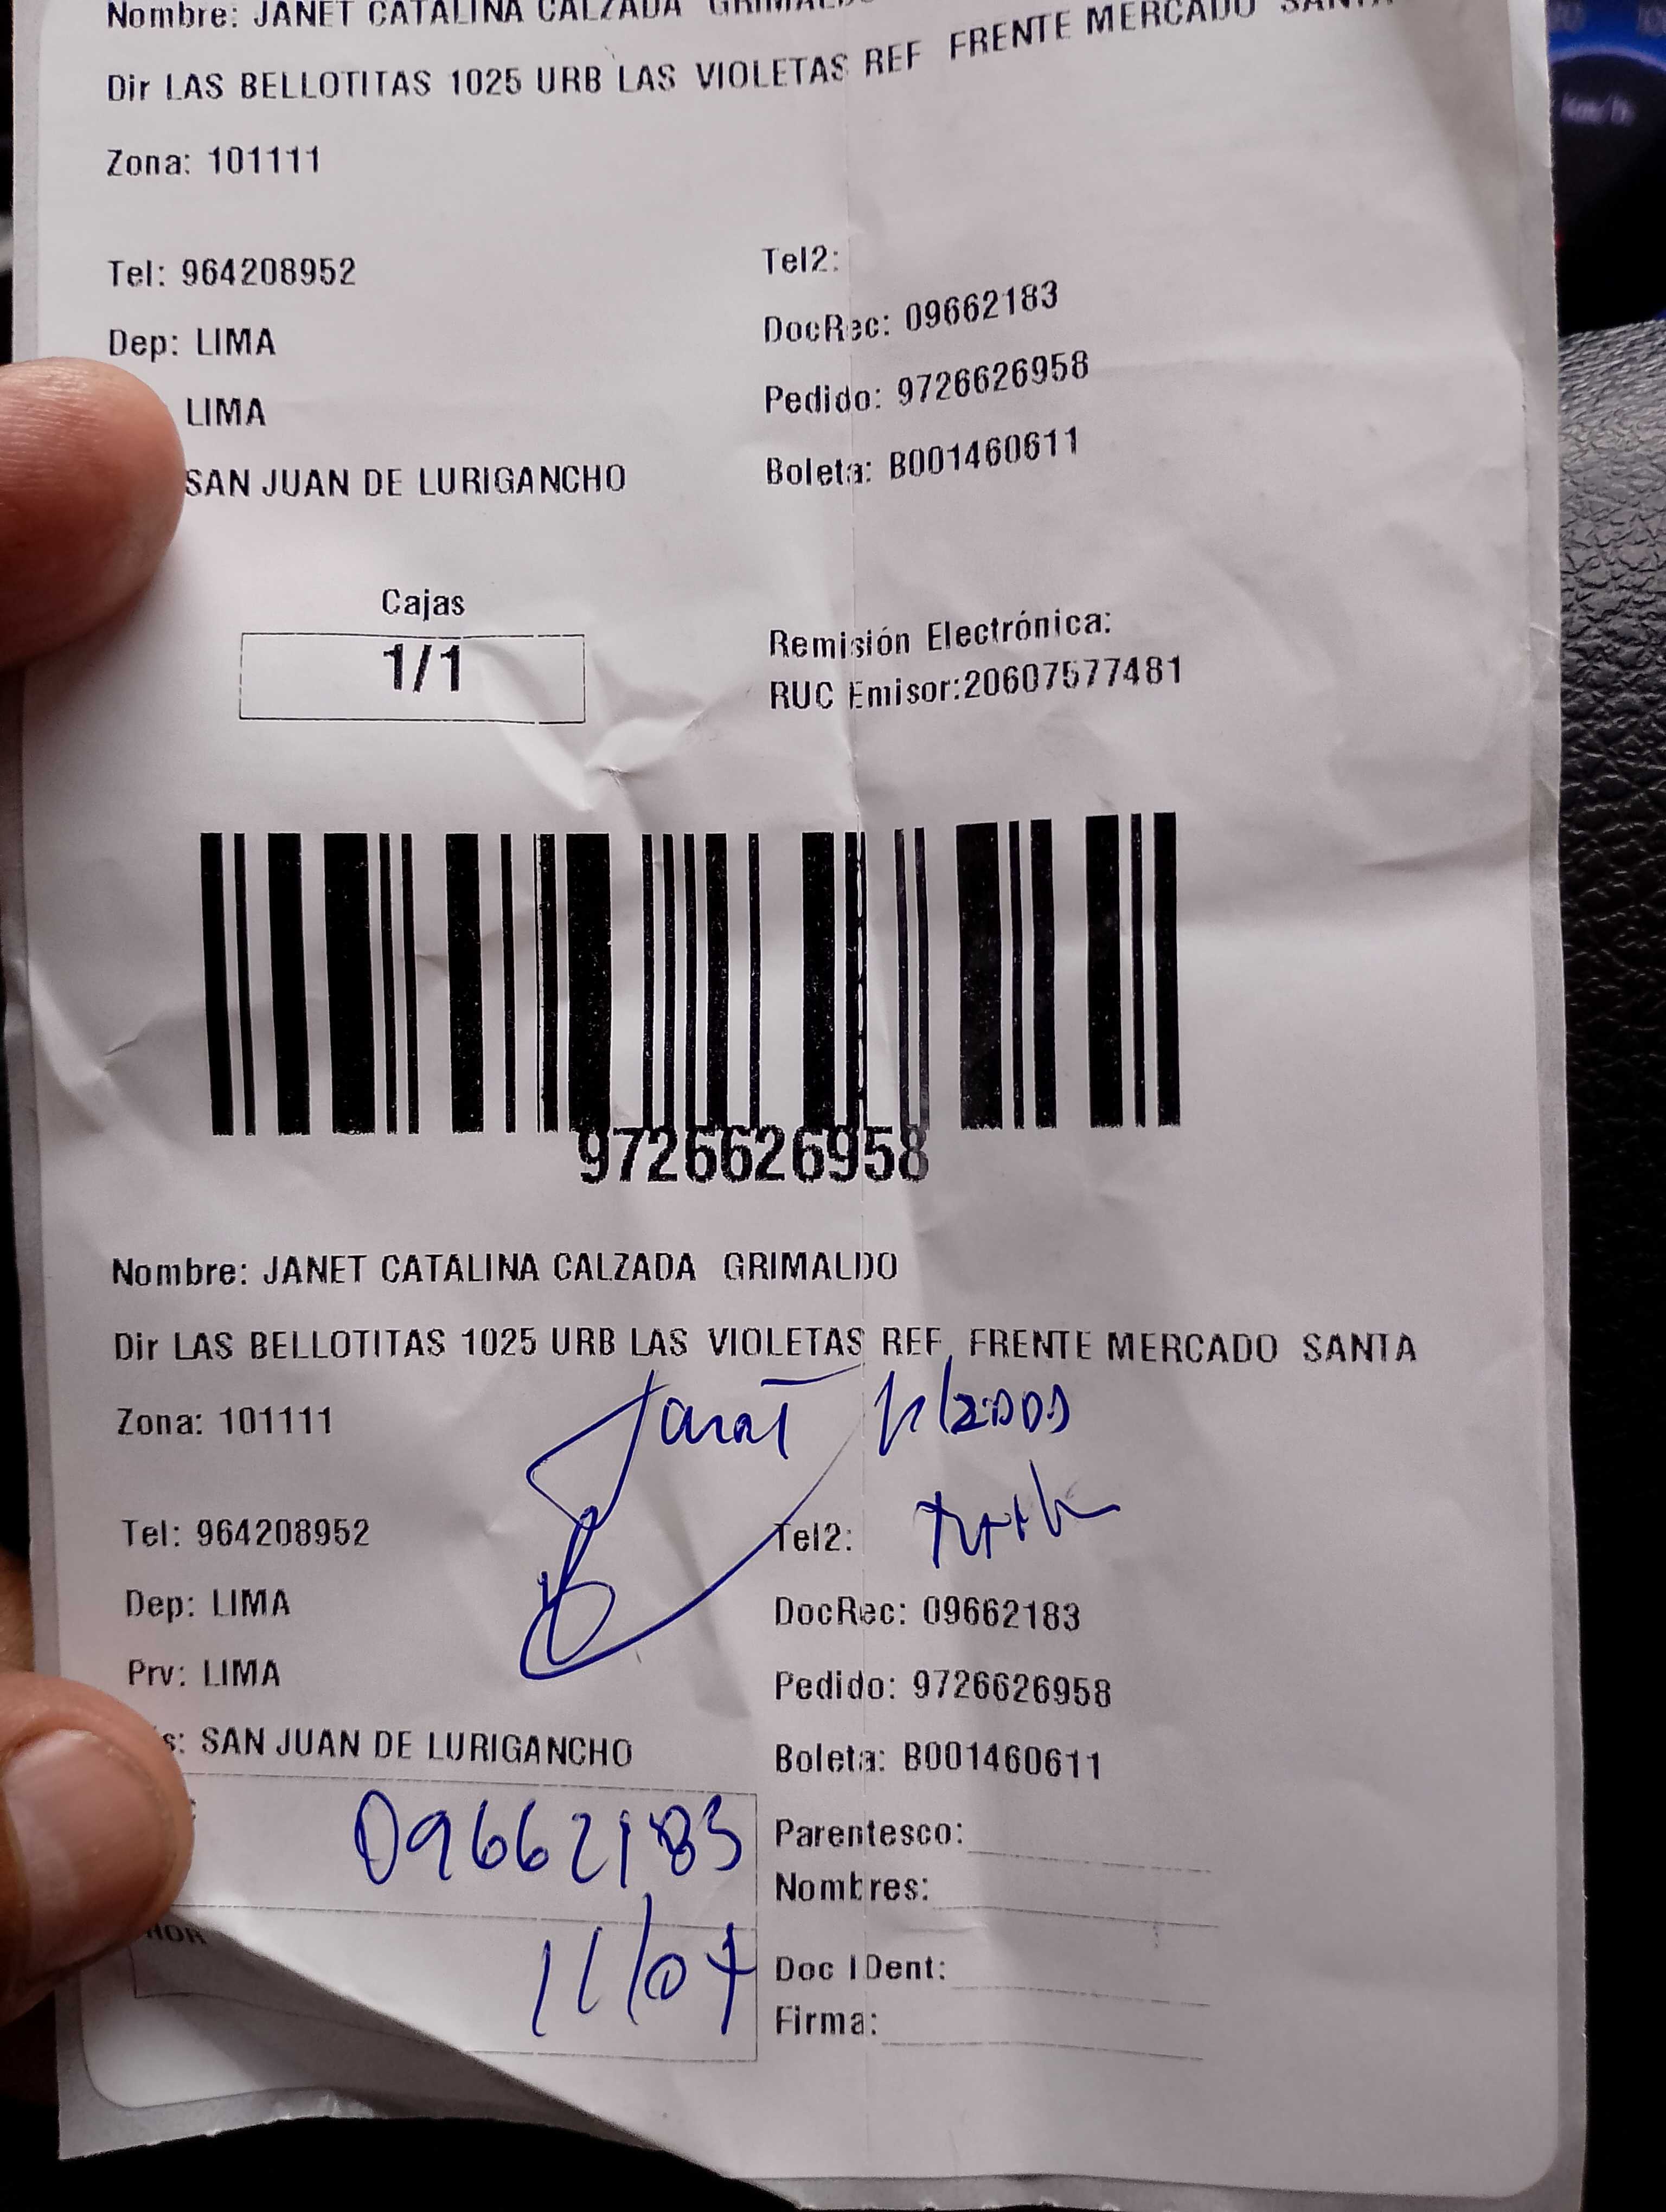 Nombre: JANET CATALINA CALZADA GRIMALDO
Dir LAS BELLOTITAS 1025 URB LAS VIOLETAS REF FRENTE MERCADO SANTA
Zona: 101111
Tel: 964208952
Tel2:
DocRec: 09662183
Dep: LIMA
Pedido: 9726626958
LIMA
Boleta: B001460611
SAN JUAN DE LURIGANCHO
Cajas
1/1
Remisión Electrónica:
RUC Emisor:20607577481
9726626958
Nombre: JANET CATALINA CALZADA GRIMALDO
Dir LAS BELLOTITAS 1025 URB LAS VIOLETAS REF FRENTE MERCADO SANTA
Zona: 101111
Tel: 964208952
Tel2:
Dep: LIMA
DocRec: 09662183
Prv: LIMA
Pedido: 9726626958
s: SAN JUAN DE LURIGANCHO
Boleta: B001460611
09662183
Parentesco:
Nombres:
11/07
Doc IDent:
Firma: